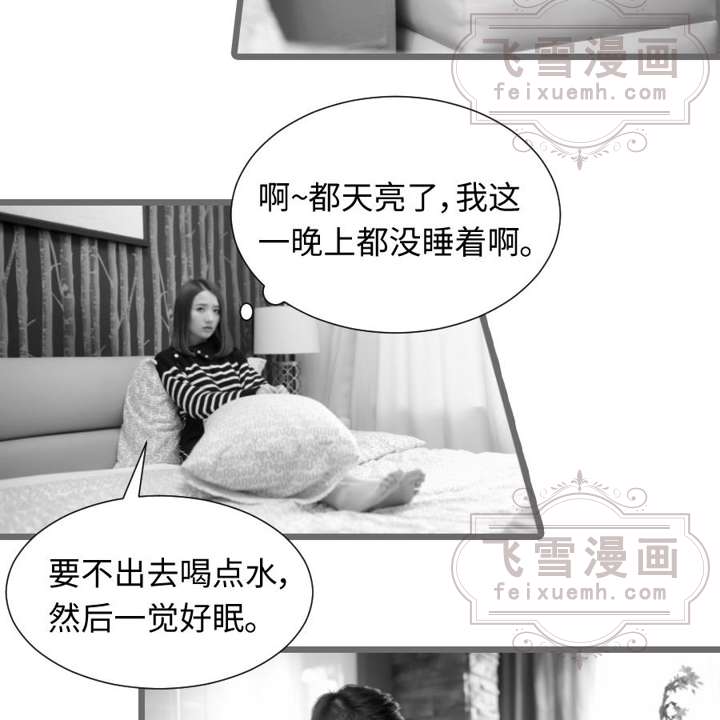 飞雪漫画
feixuemh.com
啊~都天亮了，我这
一晚上都没睡着啊。
要不出去喝点水，
然后一觉好眠。
飞雪漫画
feixuemh.com